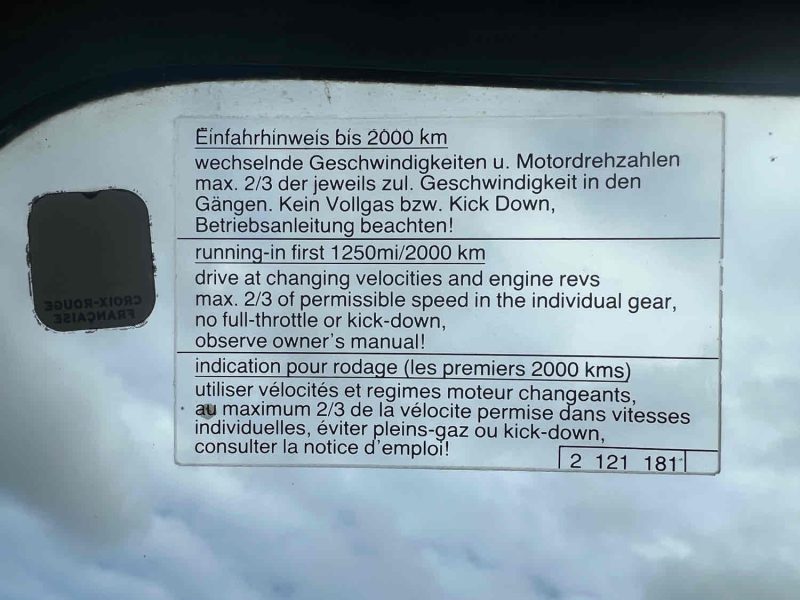 Einfahrhinweis bis 2000 km
wechselnde Geschwindigkeiten u. Motordrehzahlen
max. 2/3 der jeweils zul. Geschwindigkeit in den
Gängen. Kein Vollgas bzw. Kick Down,
Betriebsanleitung beachten!
running-in first 1250mi/2000 km
drive at changing velocities and engine revs
max. 2/3 of permissible speed in the individual gear,
no full-throttle or kick-down,
observe owner's manual!
indication pour rodage (les premiers 2000 kms)
utiliser vélocités et regimes moteur changeants,
au maximum 2/3 de la vélocite permise dans vitesses
individuelles, éviter pleins-gaz ou kick-down,
consulter la notice d'emploi!
2 121 181
CROIX-ROUGE
FRANÇAISE